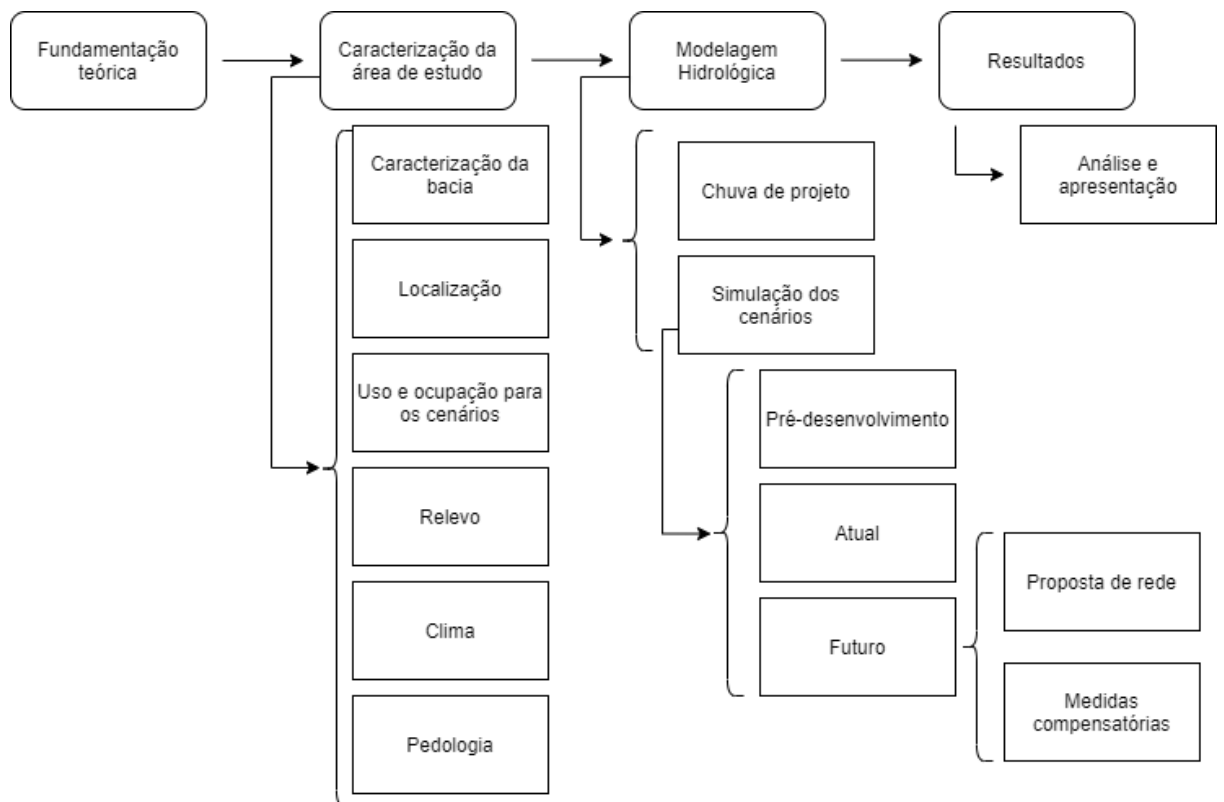 Fundamentação
teórica
Caracterização da
área de estudo
Modelagem
Hidrológica
Resultados
Caracterização da
bacia
Localização
Uso e ocupação para
os cenários
Relevo
Clima
Pedologia
Chuva de projeto
Simulação dos
cenários
Pré-desenvolvimento
Atual
Futuro
Proposta de rede
Medidas
compensatórias
Análise e
apresentação